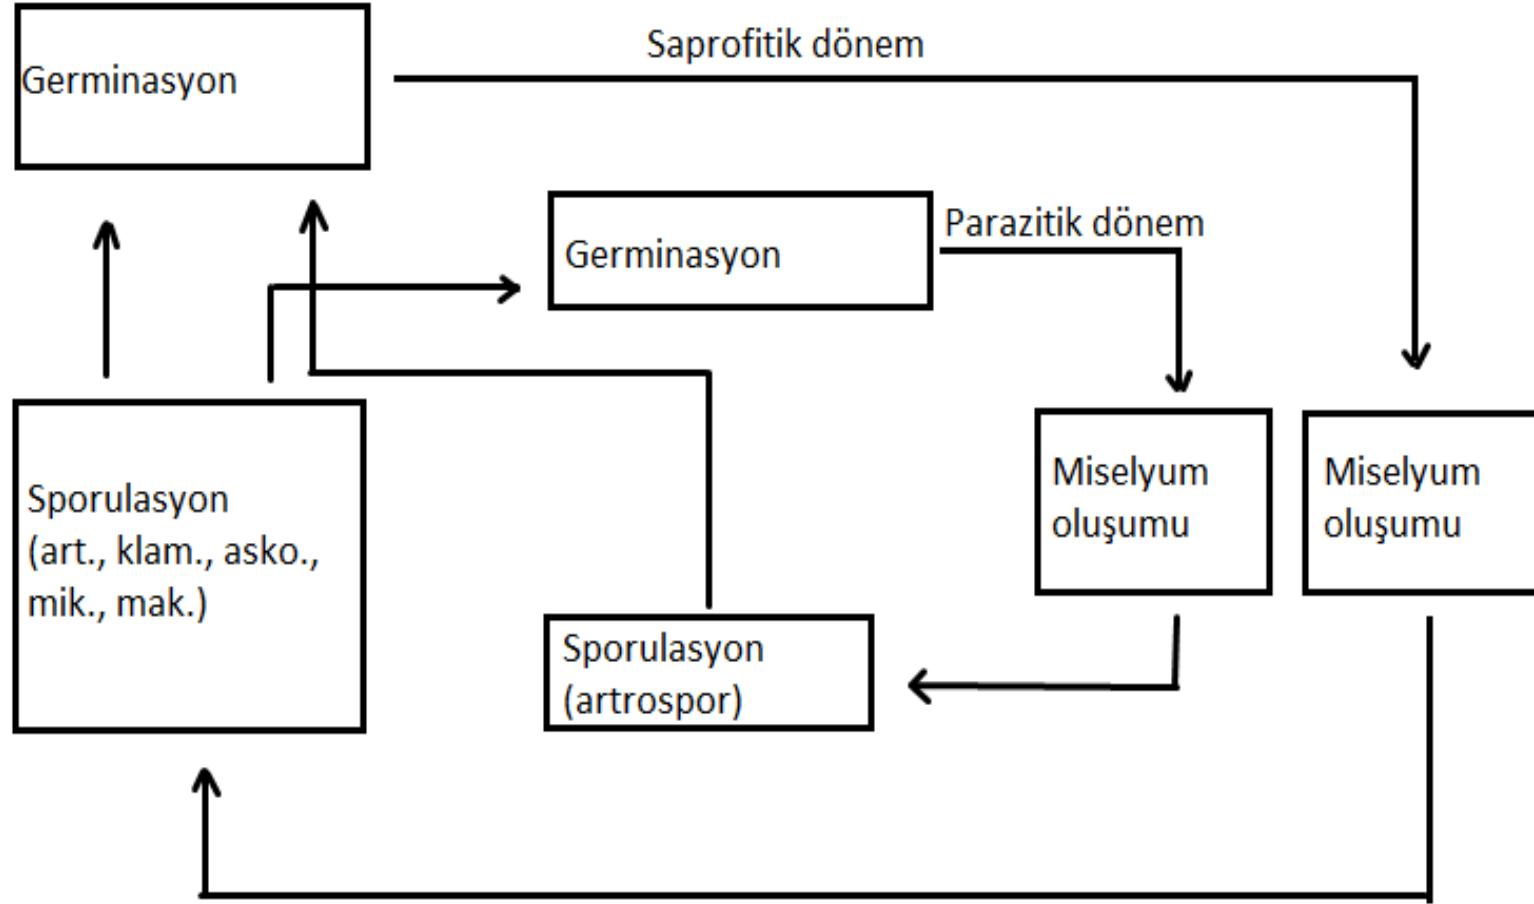 Saprofitik dönem
Germinasyon
Parazitik dönem
Germinasyon
Miselyum
oluşumu
Miselyum
oluşumu
Sporulasyon
(art., klam., asko.,
mik., mak.)
Sporulasyon
(artrospor)